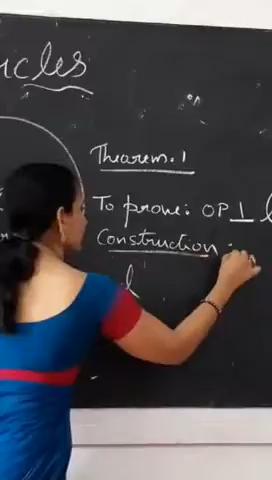 cles
Theorem.1
To prove: OP⊥ l
Construction :
l